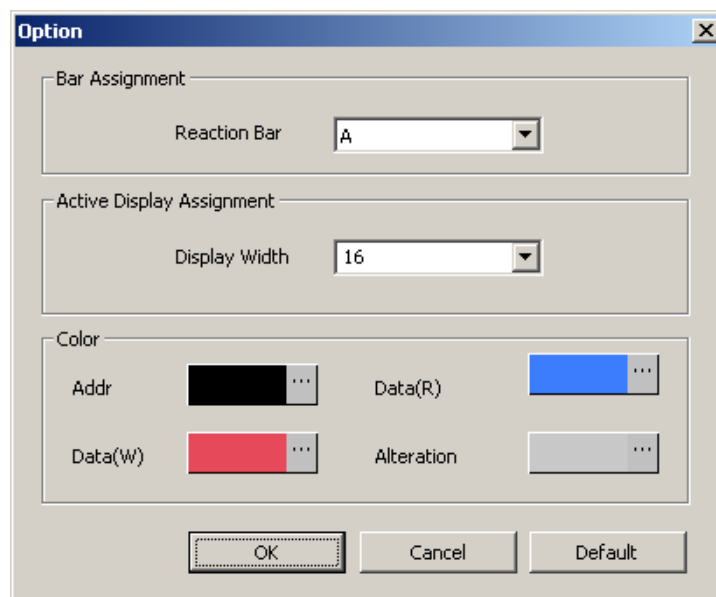 Option
Bar Assignment
Reaction Bar
A
Active Display Assignment
Display Width
16
Color
Addr ... Data(R) ...
Data(W) ... Alteration ...
OK Cancel Default